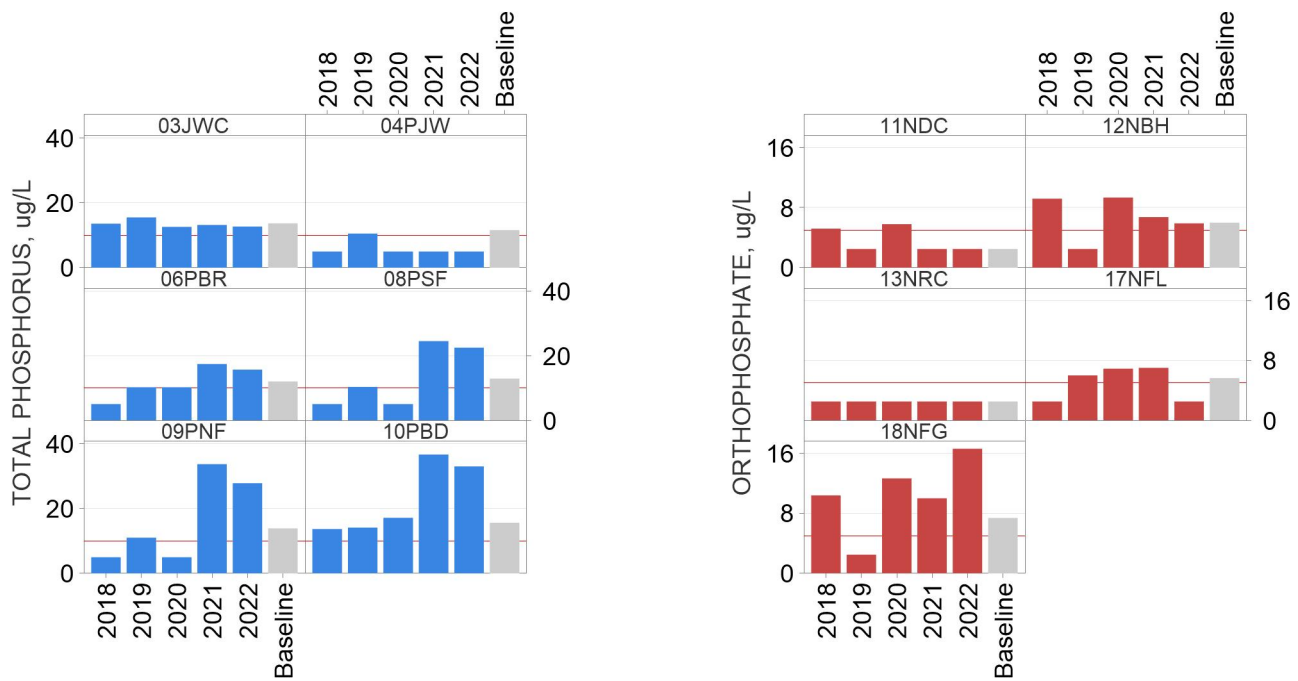 2018 2019 2020 2021 2022 Baseline
TOTAL PHOSPHORUS, ug/L
03JWC 04PJW
40
20
0
06PBR 08PSF
40
20
0
09PNF 10PBD
40
20
0
2018 2019 2020 2021 2022 Baseline
2018 2019 2020 2021 2022 Baseline
ORTHOPHOSPHATE, ug/L
11NDC 12NBH
16
8
0
13NRC 17NFL
16
8
0
18NFG
16
8
0
2018 2019 2020 2021 2022 Baseline